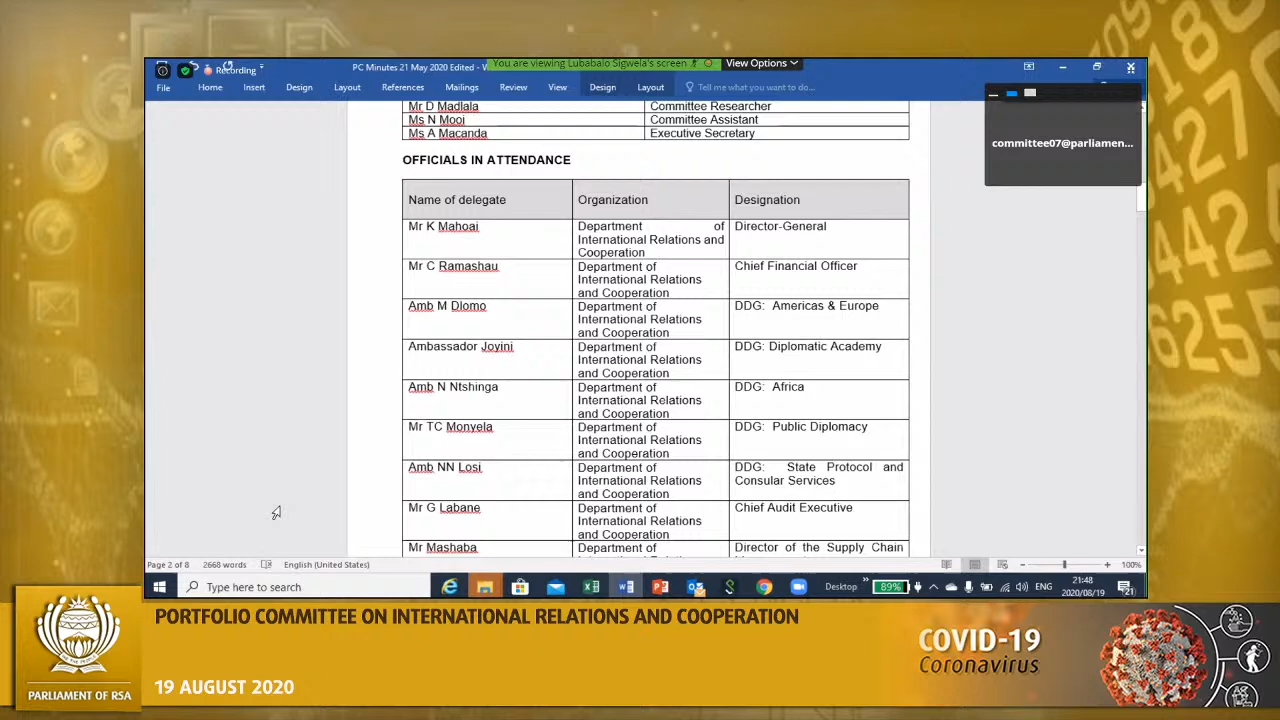 PC Minutes 21 May 2020 Edited - W
You are viewing Lubabalo Sigwela's screen
View Options
Recording
File Home Insert Design Layout References Mailings Review View Design Layout Tell me what you want to do...
committee07@parliamen...
Mr D Madlala Committee Researcher
Ms N Mooi Committee Assistant
Ms A Macanda Executive Secretary
OFFICIALS IN ATTENDANCE
Name of delegate Organization Designation
Mr K Mahoai Department of Director-General
International Relations and
Cooperation
Mr C Ramashau Department of Chief Financial Officer
International Relations
and Cooperation
Amb M Dlomo Department of DDG: Americas & Europe
International Relations
and Cooperation
Ambassador Joyini Department of DDG: Diplomatic Academy
International Relations
and Cooperation
Amb N Ntshinga Department of DDG: Africa
International Relations
and Cooperation
Mr TC Monyela Department of DDG: Public Diplomacy
International Relations
and Cooperation
Amb NN Losi Department of DDG: State Protocol and
International Relations Consular Services
and Cooperation
Mr G Labane Department of Chief Audit Executive
International Relations
and Cooperation
Mr Mashaba Department of Director of the Supply Chain
Page 2 of 8 2668 words English (United States) 100%
Type here to search Desktop 89% ENG 21:48
2020/08/19 21
PORTFOLIO COMMITTEE ON INTERNATIONAL RELATIONS AND COOPERATION
19 AUGUST 2020
PARLIAMENT OF RSA
COVID-19
Coronavirus